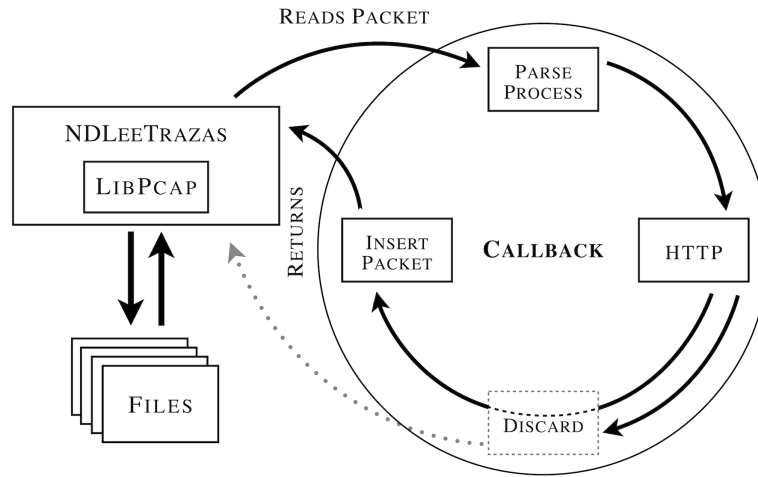 READS PACKET
PARSE
PROCESS
NDLEETRAZAS
LIBPCAP
RETURNS
INSERT
PACKET
CALLBACK
HTTP
FILES
DISCARD